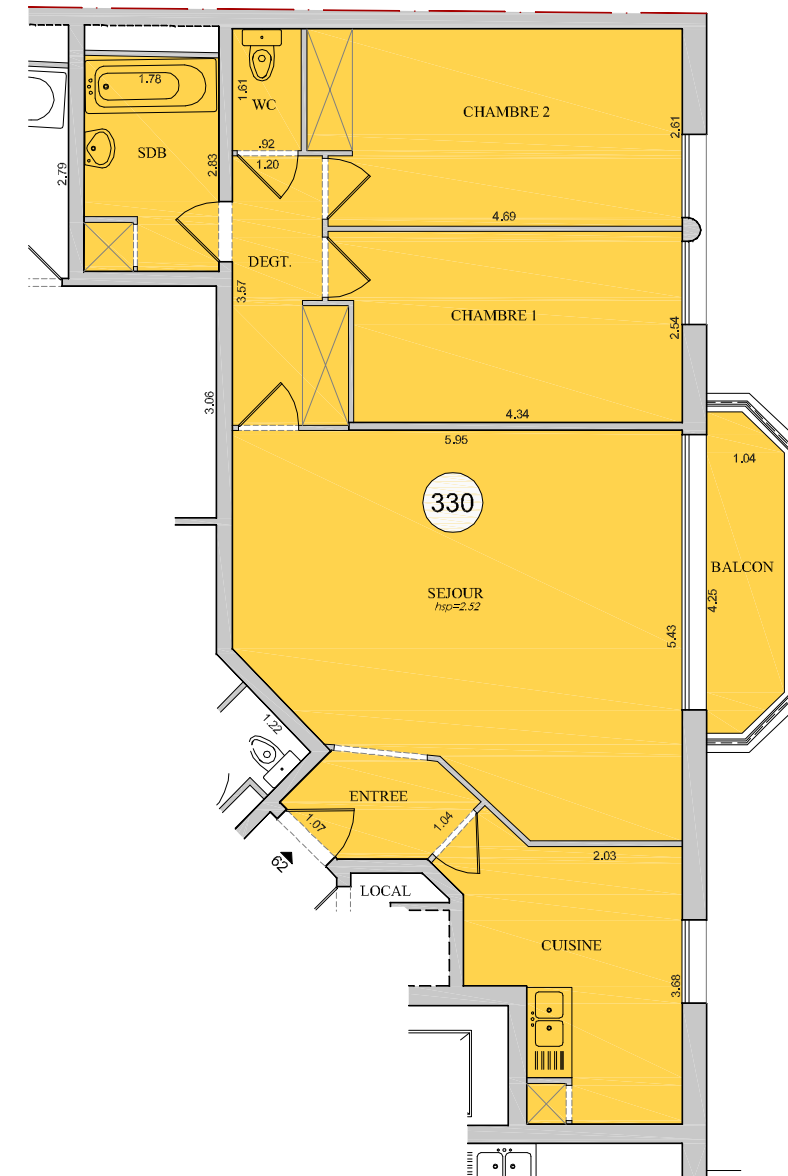 1.78
1.61
WC
CHAMBRE 2
2.61
SDB
2.83
2.79
.92
1.20
4.69
DEGT.
3.57
CHAMBRE 1
2.54
3.06
4.34
5.95
1.04
330
BALCON
4.25
SEJOUR
hsp=2.52
5.43
1.22
ENTREE
1.07
1.04
62
2.03
LOCAL
CUISINE
3.68